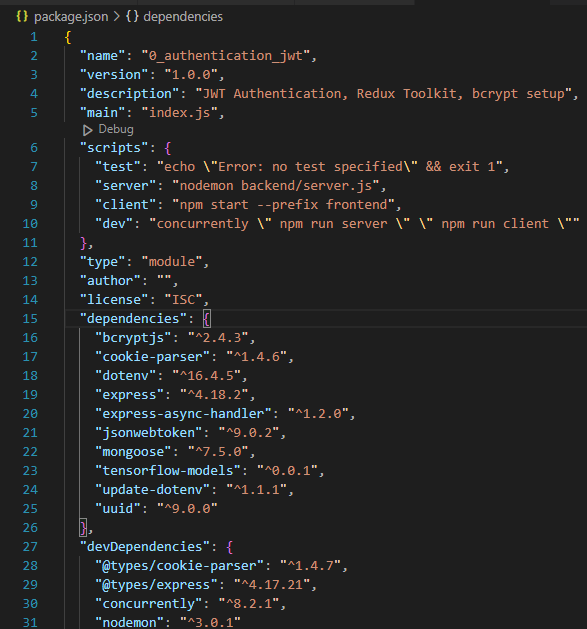 {} package.json > {} dependencies
1 {
2 "name": "0_authentication_jwt",
3 "version": "1.0.0",
4 "description": "JWT Authentication, Redux Toolkit, bcrypt setup",
5 "main": "index.js",
Debug
6 "scripts": {
7 "test": "echo \"Error: no test specified\" && exit 1",
8 "server": "nodemon backend/server.js",
9 "client": "npm start --prefix frontend",
10 "dev": "concurrently \" npm run server \" \" npm run client \""
11 },
12 "type": "module",
13 "author": "",
14 "license": "ISC",
15 "dependencies": {
16 "bcryptjs": "^2.4.3",
17 "cookie-parser": "^1.4.6",
18 "dotenv": "^16.4.5",
19 "express": "^4.18.2",
20 "express-async-handler": "^1.2.0",
21 "jsonwebtoken": "^9.0.2",
22 "mongoose": "^7.5.0",
23 "tensorflow-models": "^0.0.1",
24 "update-dotenv": "^1.1.1",
25 "uuid": "^9.0.0"
26 },
27 "devDependencies": {
28 "@types/cookie-parser": "^1.4.7",
29 "@types/express": "^4.17.21",
30 "concurrently": "^8.2.1",
31 "nodemon": "^3.0.1"